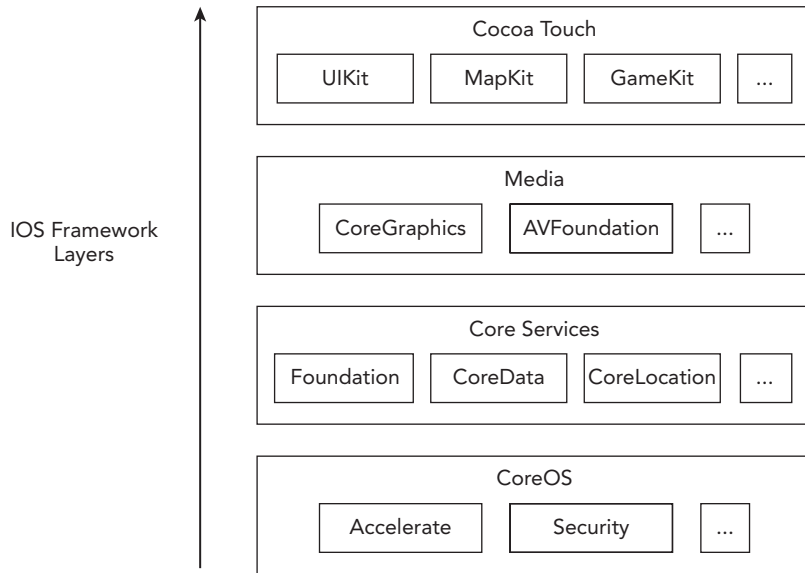 Cocoa Touch
UIKit
MapKit
GameKit
...
Media
CoreGraphics
AVFoundation
...
IOS Framework
Layers
Core Services
Foundation
CoreData
CoreLocation
...
CoreOS
Accelerate
Security
...